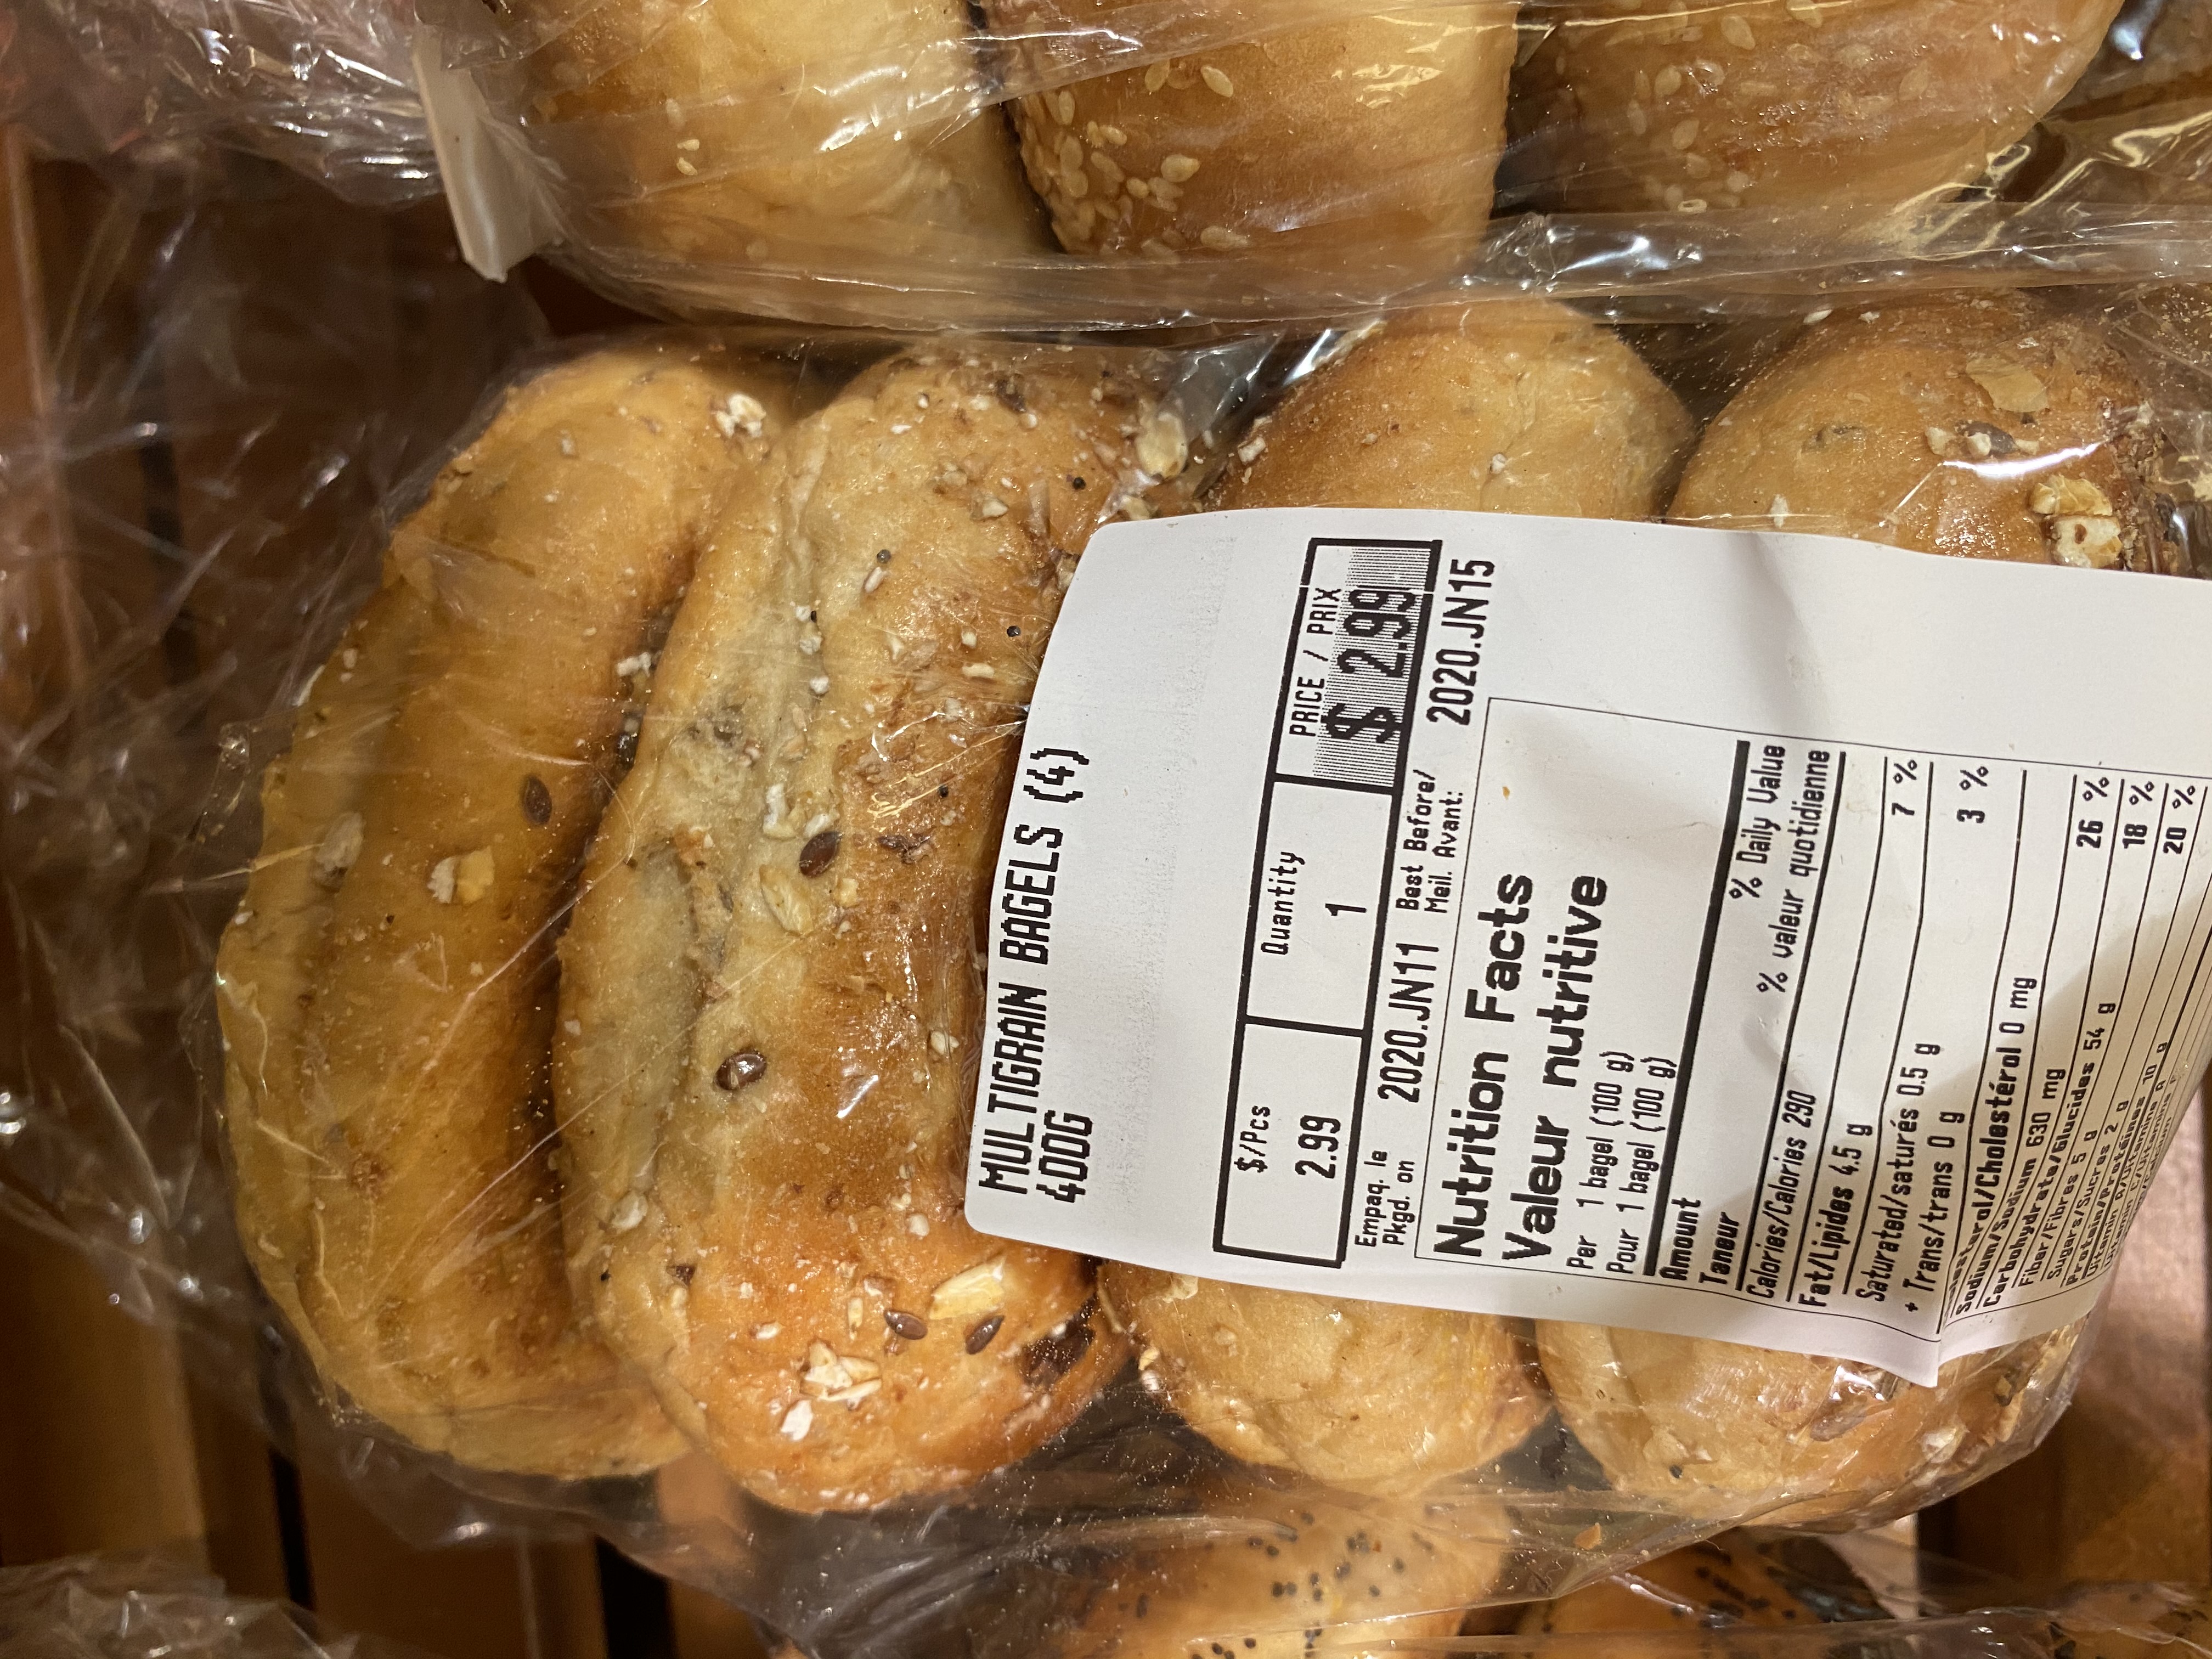 MULTIGRAIN BAGELS (4)
400G
$/Pcs
2.99
Quantity
1
PRICE / PRIX
$ 2.99
Empaq. le
Pkgd. on
2020.JN11
Best Before/
Meil. Avant:
2020.JN15
Nutrition Facts
Valeur nutritive
Per 1 bagel (100 g)
Pour 1 bagel (100 g)
Amount
Teneur
% Daily Value
% valeur quotidienne
Calories/Calories 290
Fat/Lipides 4.5 g 7 %
Saturated/saturés 0.5 g
+ Trans/trans 0 g 3 %
Cholesterol/Cholestérol 0 mg
Sodium/Sodium 630 mg 26 %
Carbohydrate/Glucides 54 g 18 %
Fiber/Fibres 5 g 20 %
Sugars/Sucres 2 g
Protein/Protéines 10 g
Vitamin A/Vitamine A
Vitamin C/Vitamine